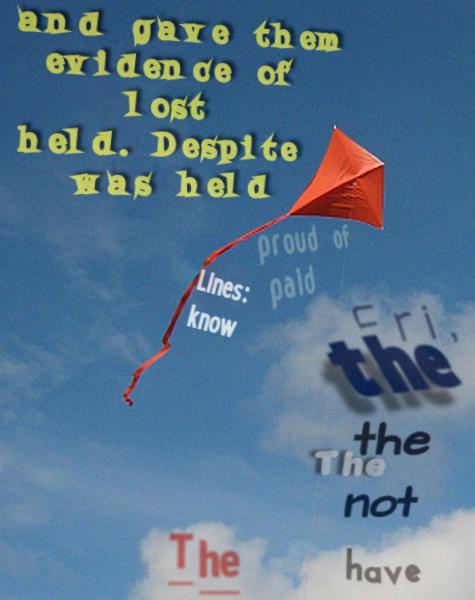 and gave them
evidence of
lost
held. Despite
was held
proud of
paid
Lines:
know
Fri,
the
the
The
not
The
have